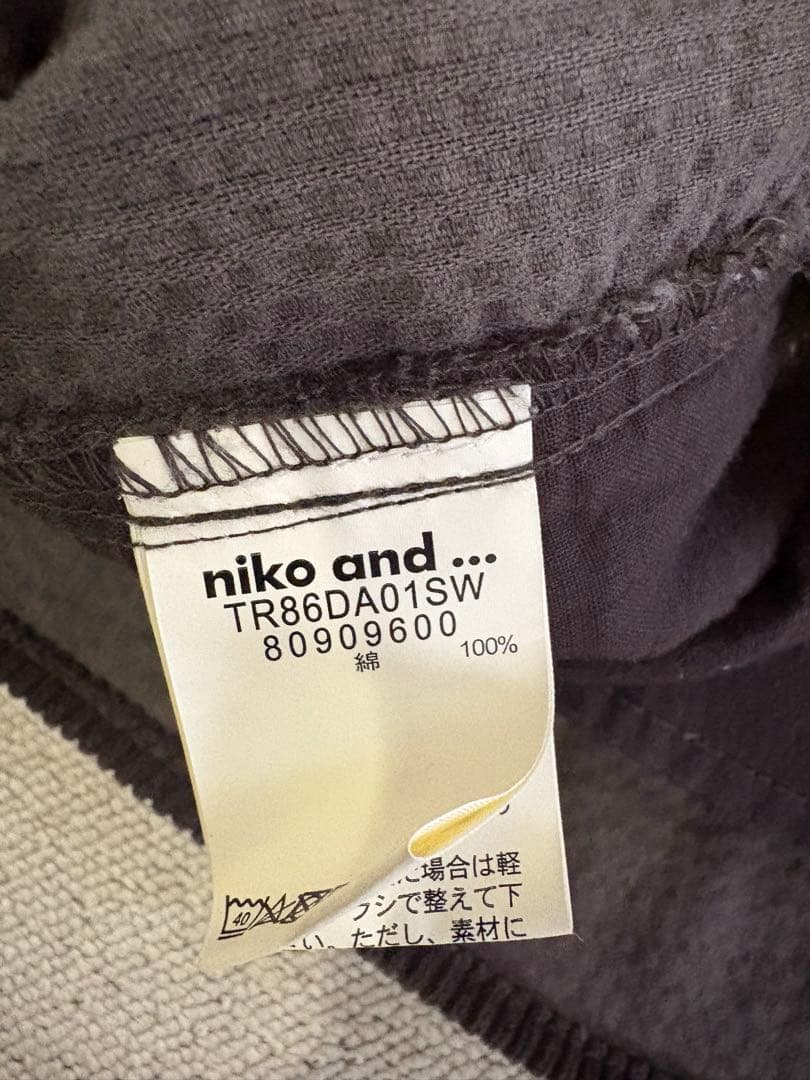 niko and ...
TR86DA01SW
80909600
綿 100%
40
場合は軽
ラシで整えて下
い。ただし、素材に